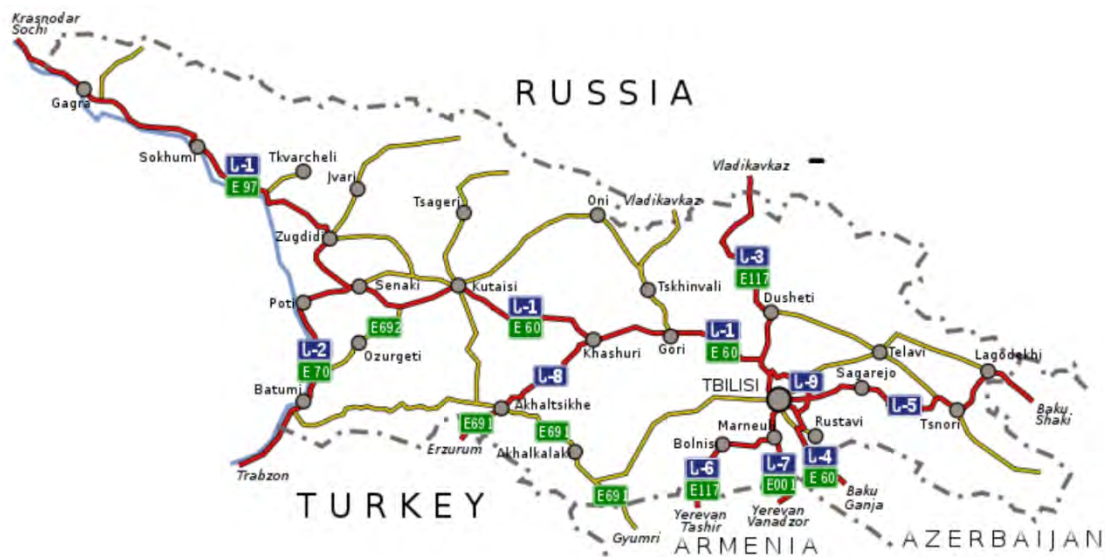 Krasnodar
Sochi
RUSSIA
Gagra
Sokhumi
Tkvarcheli
Vladikavkaz
ს-1
E 97
Jvari
Tsageri
Oni
Vladikavkaz
Zugdidi
ს-3
E117
Senaki
Kutaisi
Tskhinvali
Poti
Dusheti
ს-1
E 60
E692
ს-1
E 60
Khashuri
Gori
ს-2
E 70
Ozurgeti
Telavi
Lagodekhi
ს-8
Batumi
TBILISI
ს-9
Sagarejo
ს-5
Baku
Shaki
Akhaltsikhe
E691
E691
Tsnori
Marneul
Rustavi
Bolnis
Erzurum
Akhalkalak
ს-6
E117
ს-7
E001
ს-4
E 60
Trabzon
TURKEY
E691
Baku
Ganja
Yerevan
Tashir
Yerevan
Vanadzor
Gyumri
ARMENIA
AZERBAIJAN